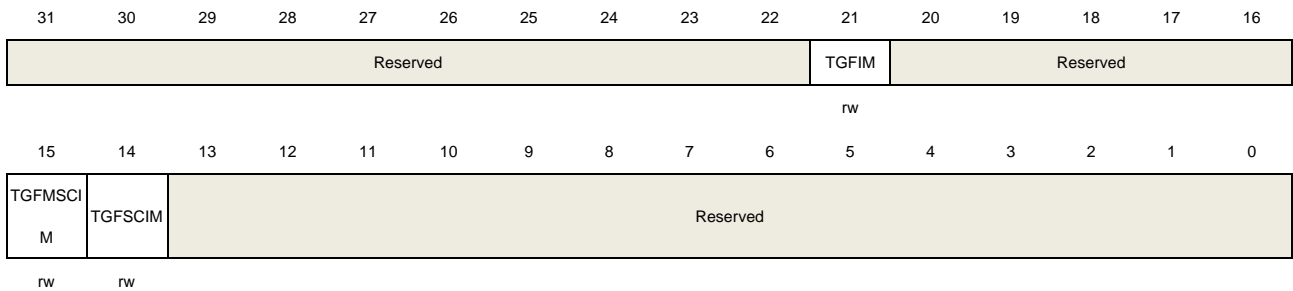 31 30 29 28 27 26 25 24 23 22 21 20 19 18 17 16
Reserved TGFIM Reserved
rw
15 14 13 12 11 10 9 8 7 6 5 4 3 2 1 0
TGFMSCI
M
TGFSCIM
Reserved
rw rw